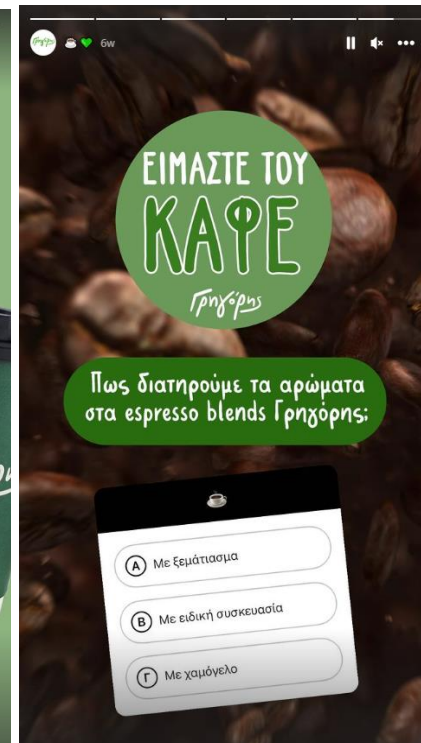 Γρηγόρης
☕💚 6w
ΕΙΜΑΣΤΕ ΤΟΥ
ΚΑΦΕ
Γρηγόρης
Πως διατηρούμε τα αρώματα
στα espresso blends Γρηγόρης;
☕
Α Με ξεμάτιασμα
Β Με ειδική συσκευασία
Γ Με χαμόγελο